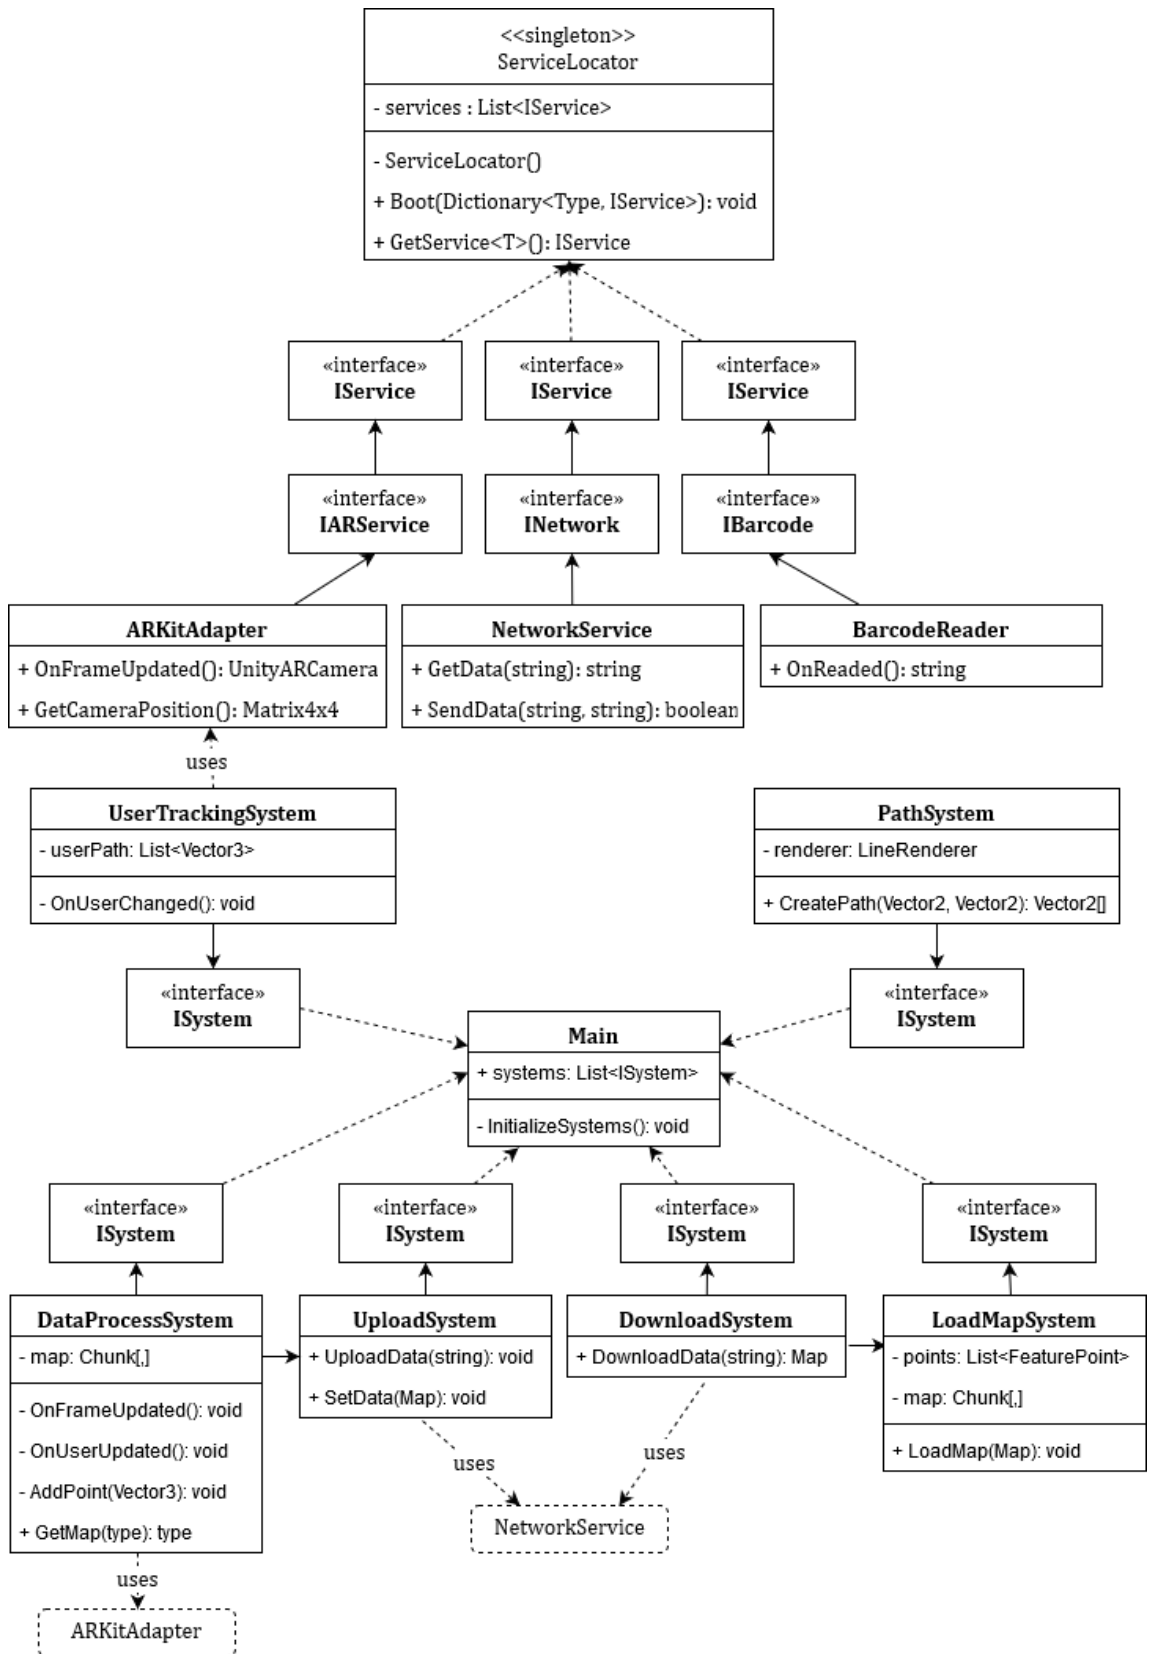 <<singleton>>
ServiceLocator
- services : List<IService>
- ServiceLocator()
+ Boot(Dictionary<Type, IService>): void
+ GetService<T>(): IService
«interface»
IService
«interface»
IService
«interface»
IService
«interface»
IARService
«interface»
INetwork
«interface»
IBarcode
ARKitAdapter
+ OnFrameUpdated(): UnityARCamera
+ GetCameraPosition(): Matrix4x4
NetworkService
+ GetData(string): string
+ SendData(string, string): boolean
BarcodeReader
+ OnReaded(): string
uses
UserTrackingSystem
- userPath: List<Vector3>
- OnUserChanged(): void
PathSystem
- renderer: LineRenderer
+ CreatePath(Vector2, Vector2): Vector2[]
«interface»
ISystem
«interface»
ISystem
Main
+ systems: List<ISystem>
- InitializeSystems(): void
«interface»
ISystem
«interface»
ISystem
«interface»
ISystem
«interface»
ISystem
DataProcessSystem
- map: Chunk[,]
- OnFrameUpdated(): void
- OnUserUpdated(): void
- AddPoint(Vector3): void
+ GetMap(type): type
UploadSystem
+ UploadData(string): void
+ SetData(Map): void
DownloadSystem
+ DownloadData(string): Map
LoadMapSystem
- points: List<FeaturePoint>
- map: Chunk[,]
+ LoadMap(Map): void
uses
uses
NetworkService
uses
ARKitAdapter